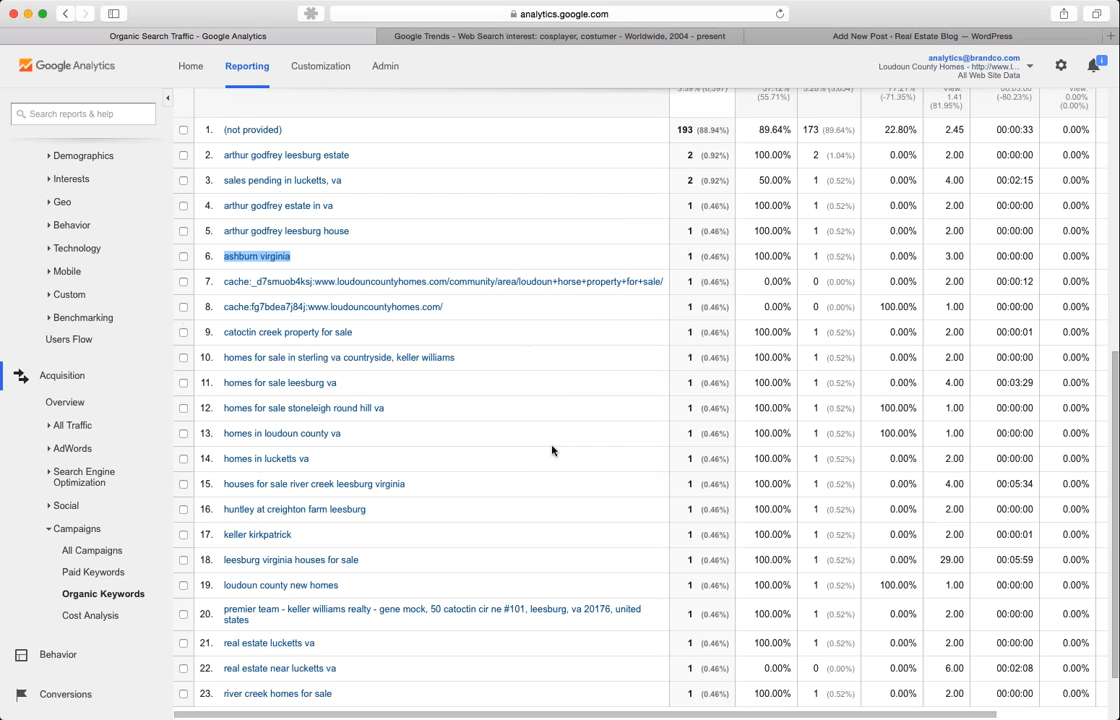 analytics.google.com
Organic Search Traffic - Google Analytics
Google Trends - Web Search interest: cosplayer, costumer - Worldwide, 2004 - present
Add New Post ‹ Real Estate Blog — WordPress
Google Analytics
Home
Reporting
Customization
Admin
analytics@brandco.com
Loudoun County Homes - http://www.l...
All Web Site Data
1
Search reports & help
Demographics
Interests
Geo
Behavior
Technology
Mobile
Custom
Benchmarking
Users Flow
Acquisition
Overview
All Traffic
AdWords
Search Engine
Optimization
Social
Campaigns
All Campaigns
Paid Keywords
Organic Keywords
Cost Analysis
Behavior
Conversions
(55.71%) (-71.35%) 1.41 (-80.23%) 0.00%
(81.95%) (0.00%)
1. (not provided) 193 (88.94%) 89.64% 173 (89.64%) 22.80% 2.45 00:00:33 0.00%
2. arthur godfrey leesburg estate 2 (0.92%) 100.00% 2 (1.04%) 0.00% 2.00 00:00:00 0.00%
3. sales pending in lucketts, va 2 (0.92%) 50.00% 1 (0.52%) 0.00% 4.00 00:02:15 0.00%
4. arthur godfrey estate in va 1 (0.46%) 100.00% 1 (0.52%) 0.00% 2.00 00:00:00 0.00%
5. arthur godfrey leesburg house 1 (0.46%) 100.00% 1 (0.52%) 0.00% 2.00 00:00:00 0.00%
6. ashburn virginia 1 (0.46%) 100.00% 1 (0.52%) 0.00% 3.00 00:00:00 0.00%
7. cache:_d7smuob4ksj:www.loudouncountyhomes.com/community/area/loudoun+horse+property+for+sale/ 1 (0.46%) 0.00% 0 (0.00%) 0.00% 2.00 00:00:12 0.00%
8. cache:fg7bdea7j84j:www.loudouncountyhomes.com/ 1 (0.46%) 0.00% 0 (0.00%) 100.00% 1.00 00:00:00 0.00%
9. catoctin creek property for sale 1 (0.46%) 100.00% 1 (0.52%) 0.00% 2.00 00:00:01 0.00%
10. homes for sale in sterling va countryside, keller williams 1 (0.46%) 100.00% 1 (0.52%) 0.00% 2.00 00:00:00 0.00%
11. homes for sale leesburg va 1 (0.46%) 100.00% 1 (0.52%) 0.00% 4.00 00:03:29 0.00%
12. homes for sale stoneleigh round hill va 1 (0.46%) 100.00% 1 (0.52%) 100.00% 1.00 00:00:00 0.00%
13. homes in loudoun county va 1 (0.46%) 100.00% 1 (0.52%) 100.00% 1.00 00:00:00 0.00%
14. homes in lucketts va 1 (0.46%) 100.00% 1 (0.52%) 0.00% 2.00 00:00:00 0.00%
15. houses for sale river creek leesburg virginia 1 (0.46%) 100.00% 1 (0.52%) 0.00% 4.00 00:05:34 0.00%
16. huntley at creighton farm leesburg 1 (0.46%) 100.00% 1 (0.52%) 0.00% 2.00 00:00:00 0.00%
17. keller kirkpatrick 1 (0.46%) 100.00% 1 (0.52%) 0.00% 2.00 00:00:01 0.00%
18. leesburg virginia houses for sale 1 (0.46%) 100.00% 1 (0.52%) 0.00% 29.00 00:05:59 0.00%
19. loudoun county new homes 1 (0.46%) 100.00% 1 (0.52%) 100.00% 1.00 00:00:00 0.00%
20. premier team - keller williams realty - gene mock, 50 catoctin cir ne #101, leesburg, va 20176, united 1 (0.46%) 100.00% 1 (0.52%) 0.00% 2.00 00:00:00 0.00%
states
21. real estate lucketts va 1 (0.46%) 100.00% 1 (0.52%) 0.00% 2.00 00:00:00 0.00%
22. real estate near lucketts va 1 (0.46%) 0.00% 0 (0.00%) 0.00% 6.00 00:02:08 0.00%
23. river creek homes for sale 1 (0.46%) 100.00% 1 (0.52%) 0.00% 2.00 00:00:00 0.00%